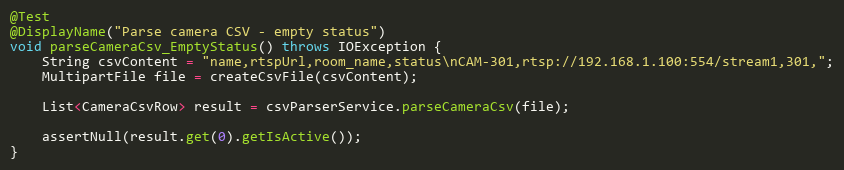 @Test
@DisplayName("Parse camera CSV - empty status")
void parseCameraCsv_EmptyStatus() throws IOException {
    String csvContent = "name,rtspUrl,room_name,status\nCAM-301,rtsp://192.168.1.100:554/stream1,301,";
    MultipartFile file = createCsvFile(csvContent);

    List<CameraCsvRow> result = csvParserService.parseCameraCsv(file);

    assertNull(result.get(0).getIsActive());
}